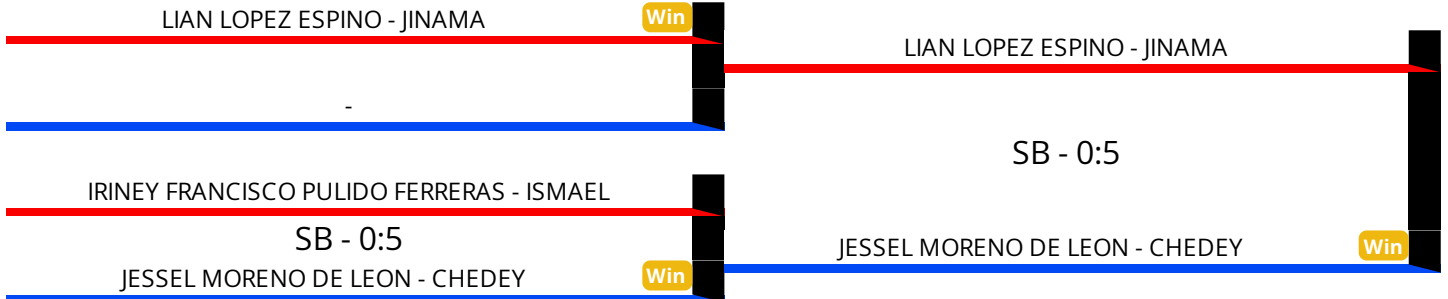 LIAN LOPEZ ESPINO - JINAMA
Win
-
IRINEY FRANCISCO PULIDO FERRERAS - ISMAEL
SB - 0:5
JESSEL MORENO DE LEON - CHEDEY
Win
LIAN LOPEZ ESPINO - JINAMA
SB - 0:5
JESSEL MORENO DE LEON - CHEDEY
Win